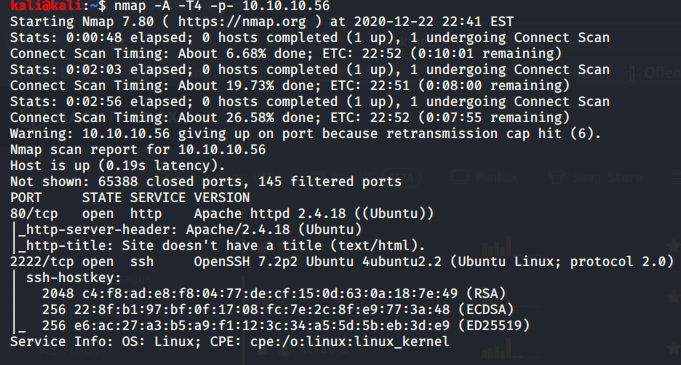 kali@kali:~$ nmap -A -T4 -p- 10.10.10.56
Starting Nmap 7.80 ( https://nmap.org ) at 2020-12-22 22:41 EST
Stats: 0:00:48 elapsed; 0 hosts completed (1 up), 1 undergoing Connect Scan
Connect Scan Timing: About 6.68% done; ETC: 22:52 (0:10:01 remaining)
Stats: 0:02:03 elapsed; 0 hosts completed (1 up), 1 undergoing Connect Scan
Connect Scan Timing: About 19.73% done; ETC: 22:51 (0:08:00 remaining)
Stats: 0:02:56 elapsed; 0 hosts completed (1 up), 1 undergoing Connect Scan
Connect Scan Timing: About 26.58% done; ETC: 22:52 (0:07:55 remaining)
Warning: 10.10.10.56 giving up on port because retransmission cap hit (6).
Nmap scan report for 10.10.10.56
Host is up (0.19s latency).
Not shown: 65388 closed ports, 145 filtered ports
PORT     STATE SERVICE VERSION
80/tcp   open  http    Apache httpd 2.4.18 ((Ubuntu))
|_http-server-header: Apache/2.4.18 (Ubuntu)
|_http-title: Site doesn't have a title (text/html).
2222/tcp open  ssh     OpenSSH 7.2p2 Ubuntu 4ubuntu2.2 (Ubuntu Linux; protocol 2.0)
| ssh-hostkey:
|   2048 c4:f8:ad:e8:f8:04:77:de:cf:15:0d:63:0a:18:7e:49 (RSA)
|   256 22:8f:b1:97:bf:0f:17:08:fc:7e:2c:8f:e9:77:3a:48 (ECDSA)
|_  256 e6:ac:27:a3:b5:a9:f1:12:3c:34:a5:5d:5b:eb:3d:e9 (ED25519)
Service Info: OS: Linux; CPE: cpe:/o:linux:linux_kernel